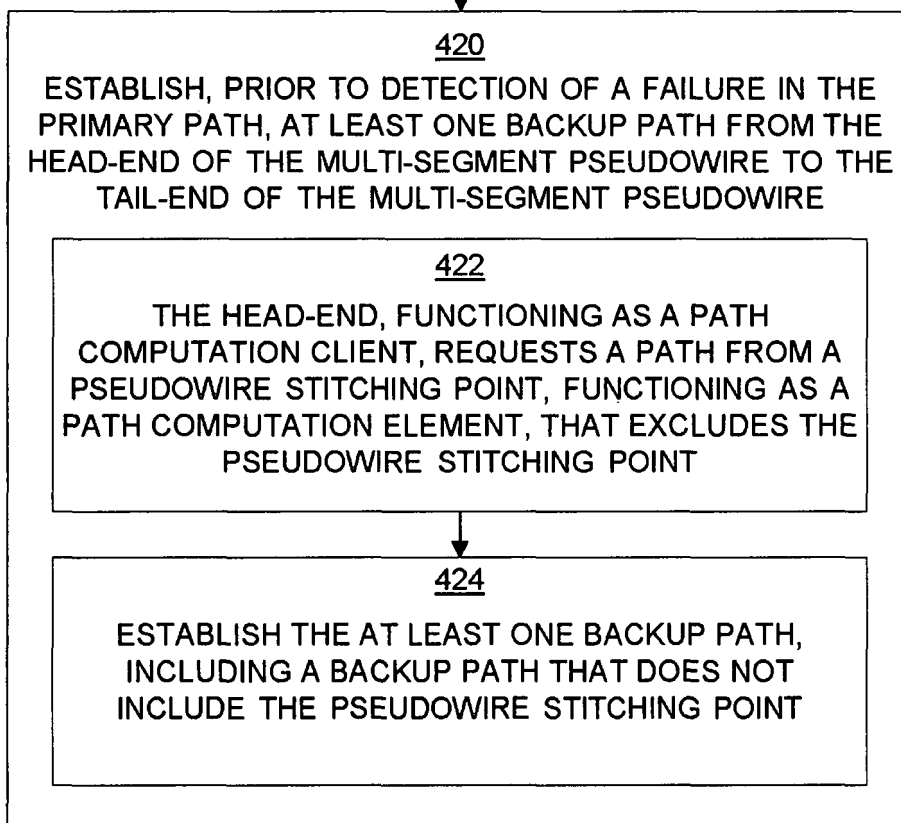 420
ESTABLISH, PRIOR TO DETECTION OF A FAILURE IN THE
PRIMARY PATH, AT LEAST ONE BACKUP PATH FROM THE
HEAD-END OF THE MULTI-SEGMENT PSEUDOWIRE TO THE
TAIL-END OF THE MULTI-SEGMENT PSEUDOWIRE
422
THE HEAD-END, FUNCTIONING AS A PATH
COMPUTATION CLIENT, REQUESTS A PATH FROM A
PSEUDOWIRE STITCHING POINT, FUNCTIONING AS A
PATH COMPUTATION ELEMENT, THAT EXCLUDES THE
PSEUDOWIRE STITCHING POINT
424
ESTABLISH THE AT LEAST ONE BACKUP PATH,
INCLUDING A BACKUP PATH THAT DOES NOT
INCLUDE THE PSEUDOWIRE STITCHING POINT